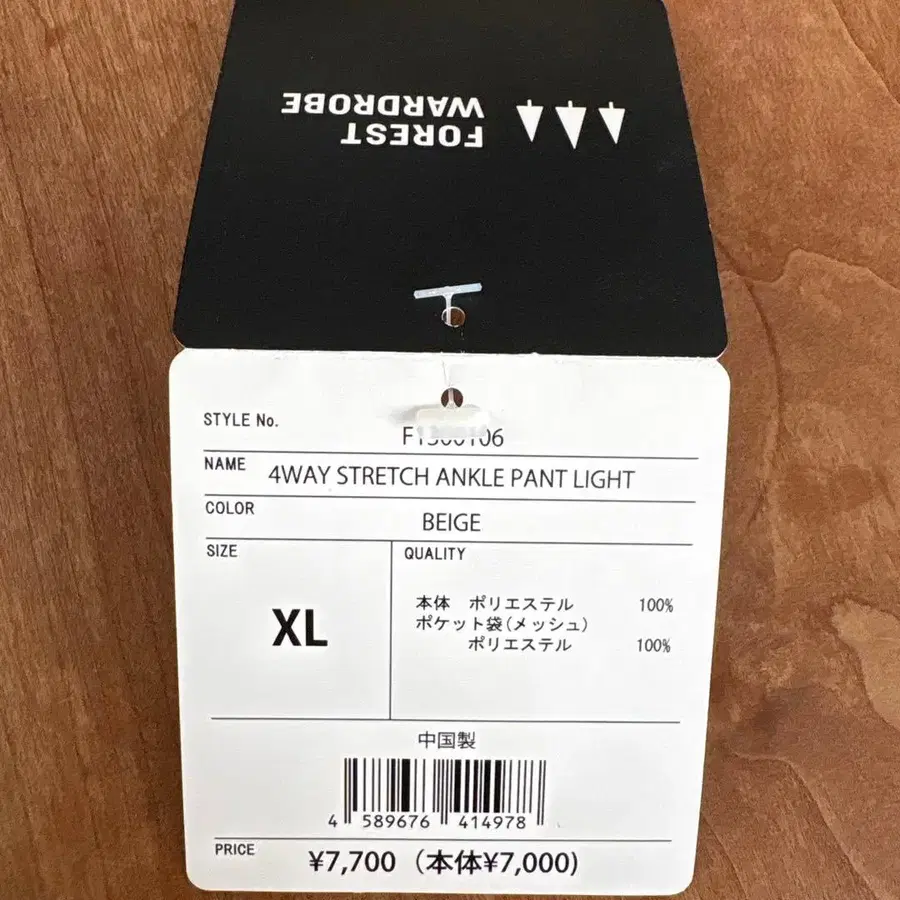 FOREST
WARDROBE
STYLE No.
NAME 4WAY STRETCH ANKLE PANT LIGHT
COLOR BEIGE
SIZE XL
QUALITY
本体 ポリエステル 100%
ポケット袋(メッシュ)
ポリエステル 100%
中国製
4 589676 414978
PRICE ¥7,700 (本体¥7,000)